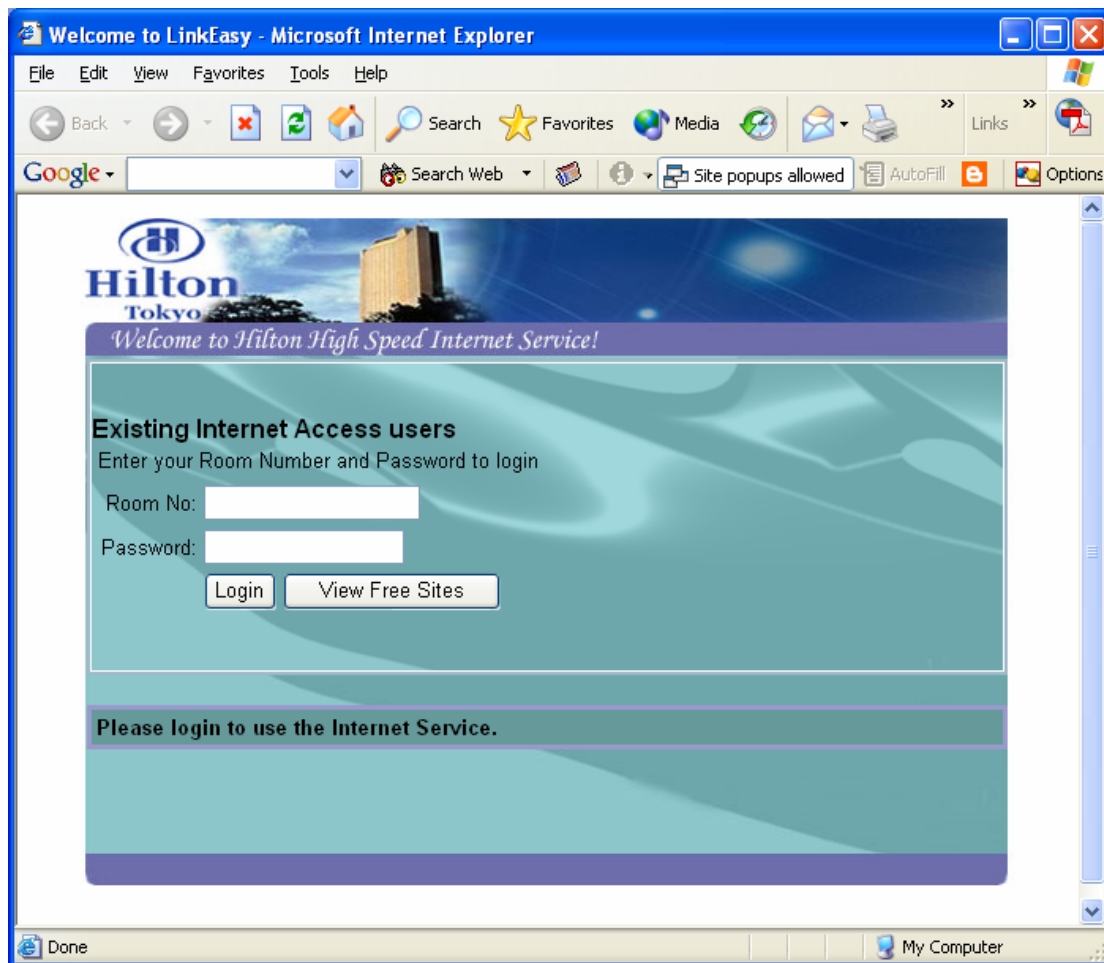 Welcome to LinkEasy - Microsoft Internet Explorer
File Edit View Favorites Tools Help
Back Search Favorites Media » Links »
Google Search Web Site popups allowed AutoFill Options
Hilton
Tokyo
Welcome to Hilton High Speed Internet Service!
Existing Internet Access users
Enter your Room Number and Password to login
Room No:
Password:
Login View Free Sites
Please login to use the Internet Service.
Done My Computer